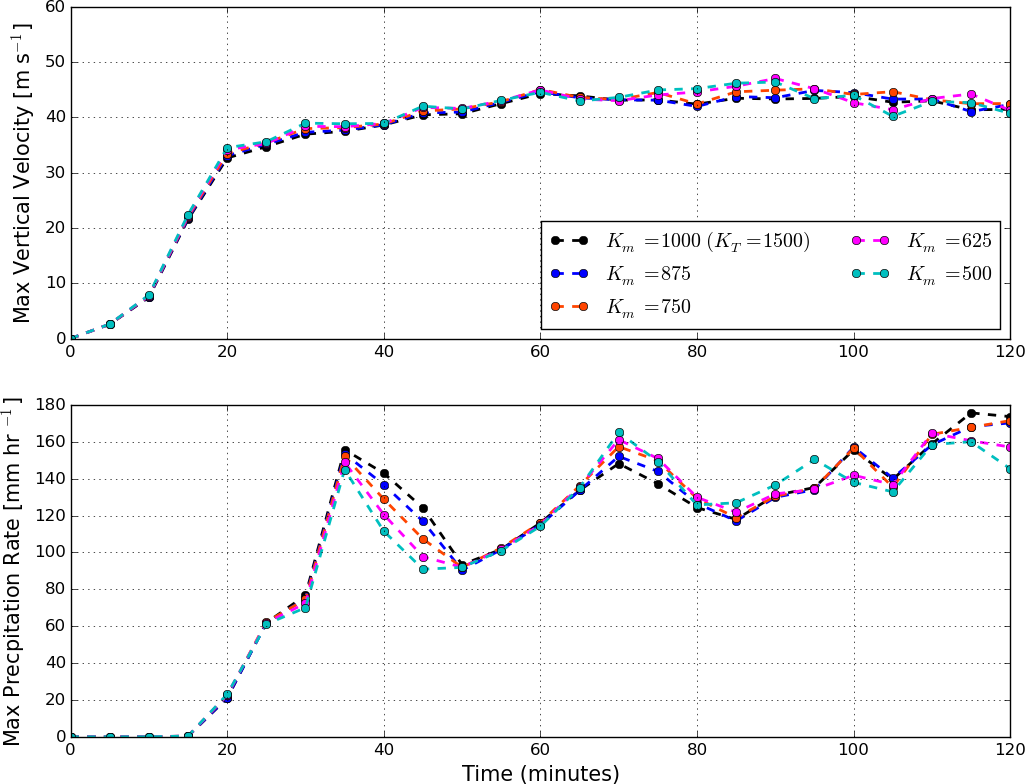 60
50
40
30
20
10
0
Max Vertical Velocity [m s⁻¹]
K_m =1000 (K_T =1500)
K_m =875
K_m =750
K_m =625
K_m =500
0 20 40 60 80 100 120
180
160
140
120
100
80
60
40
20
0
Max Precpitation Rate [mm hr⁻¹]
0 20 40 60 80 100 120
Time (minutes)